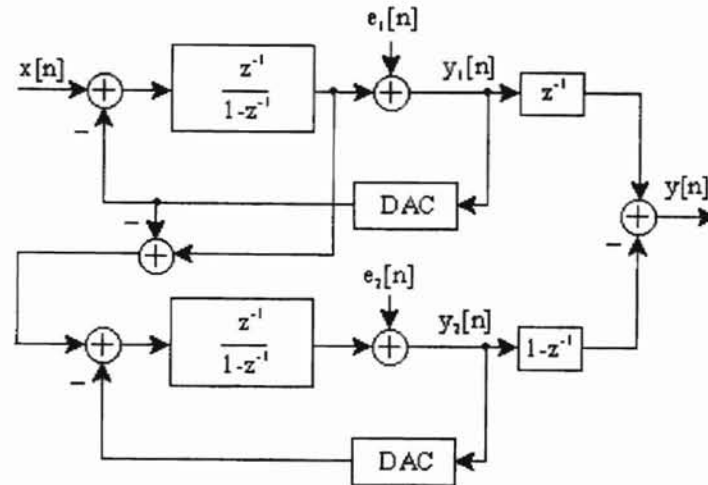 e₁[n]
x[n]
+
z⁻¹
1-z⁻¹
+
y₁[n]
z⁻¹
−
DAC
y[n]
+
−
−
+
e₂[n]
+
z⁻¹
1-z⁻¹
+
y₂[n]
1-z⁻¹
−
DAC